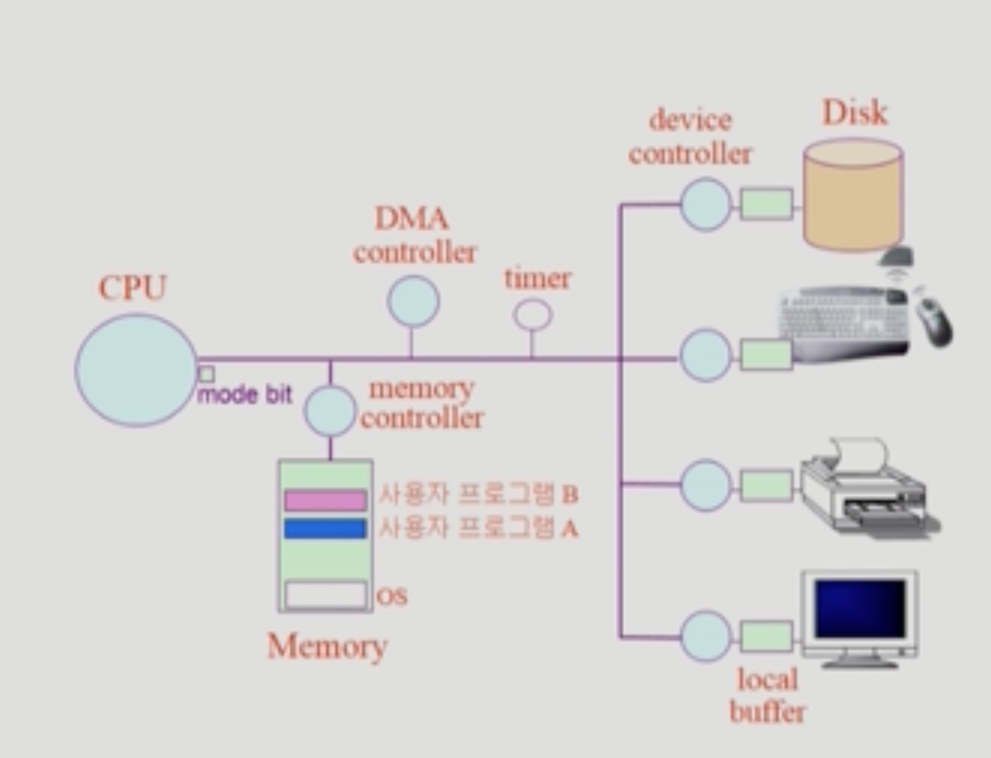 Disk
device
controller
DMA
controller
timer
CPU
mode bit
memory
controller
사용자 프로그램 B
사용자 프로그램 A
OS
Memory
local
buffer